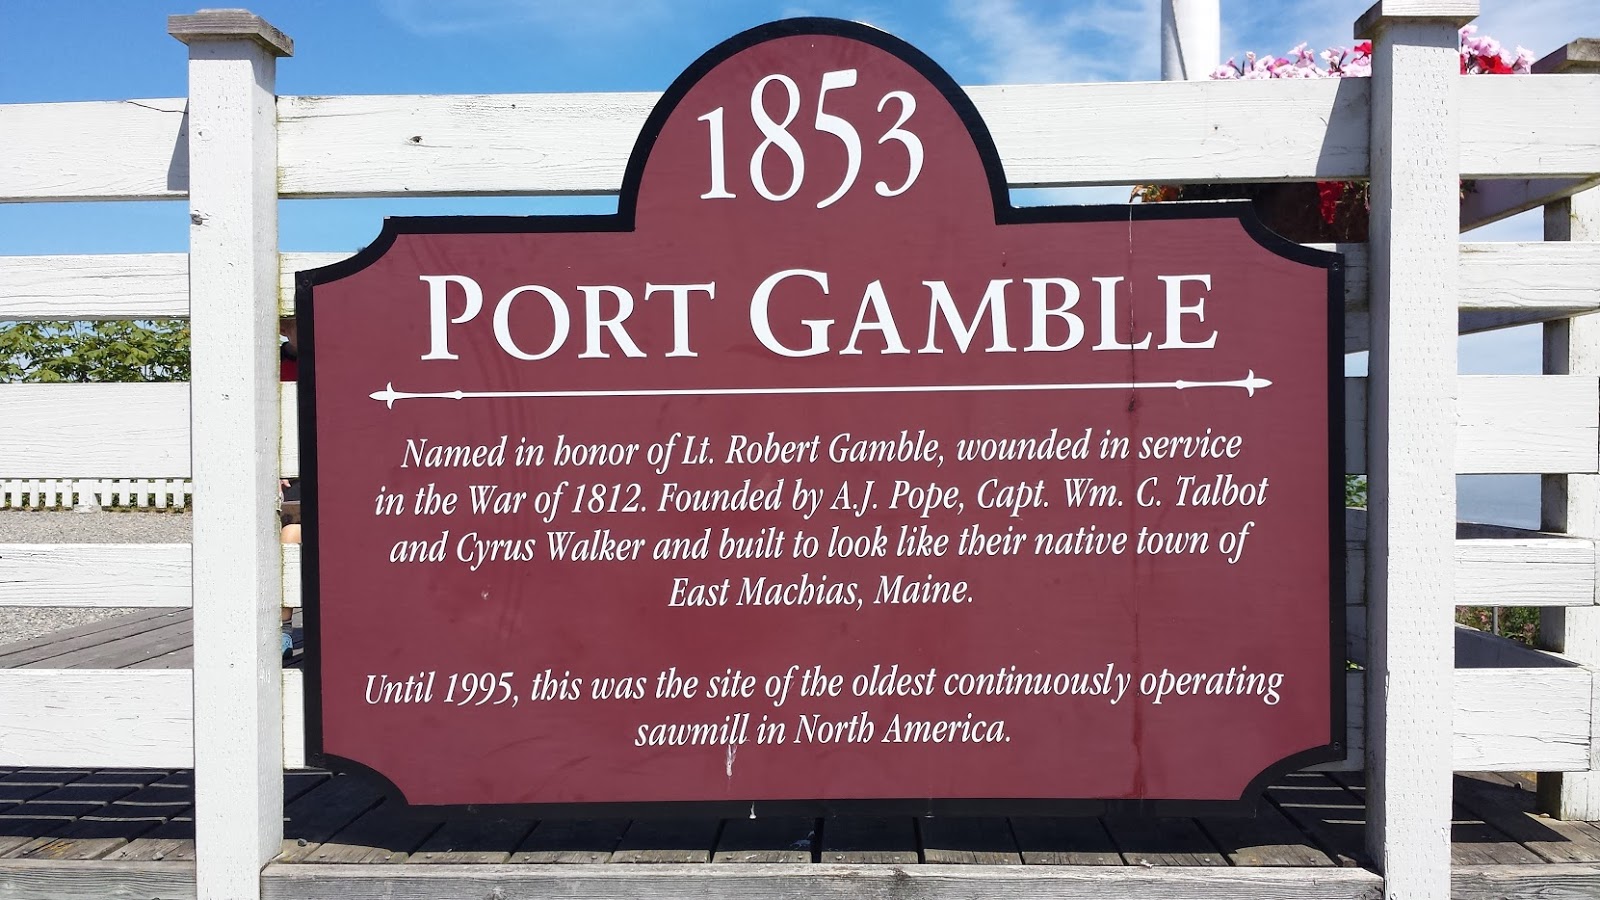 1853
PORT GAMBLE
Named in honor of Lt. Robert Gamble, wounded in service
in the War of 1812. Founded by A.J. Pope, Capt. Wm. C. Talbot
and Cyrus Walker and built to look like their native town of
East Machias, Maine.
Until 1995, this was the site of the oldest continuously operating
sawmill in North America.